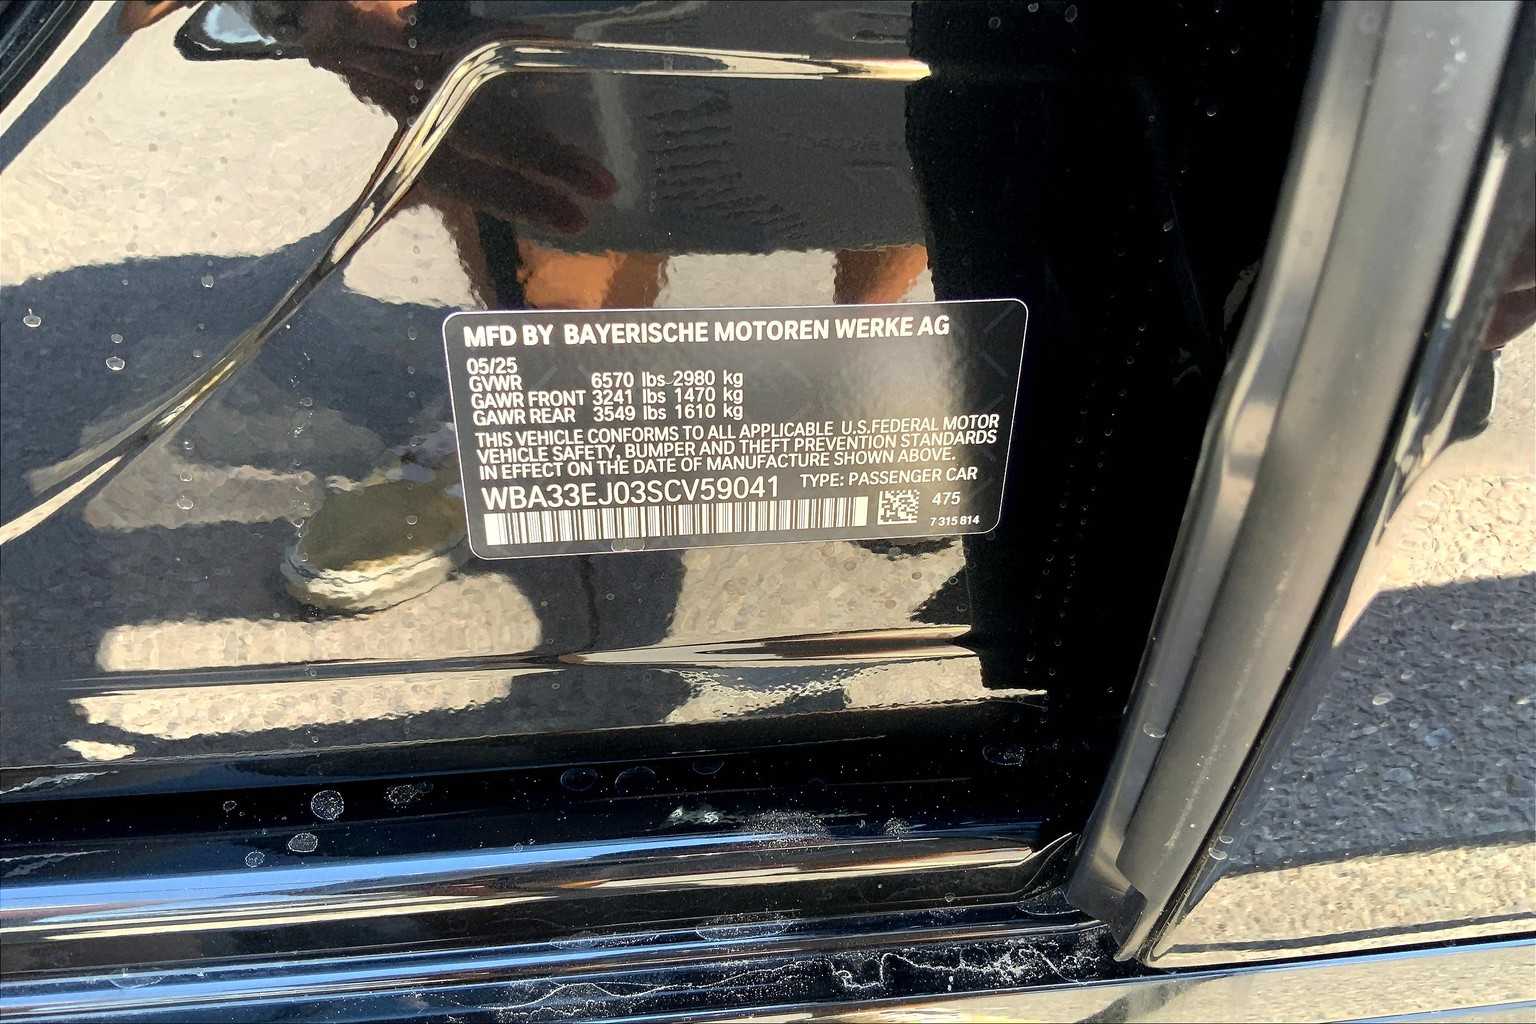 MFD BY BAYERISCHE MOTOREN WERKE AG
05/25
GVWR 6570 lbs 2980 kg
GAWR FRONT 3241 lbs 1470 kg
GAWR REAR 3549 lbs 1610 kg
THIS VEHICLE CONFORMS TO ALL APPLICABLE U.S.FEDERAL MOTOR
VEHICLE SAFETY, BUMPER AND THEFT PREVENTION STANDARDS
IN EFFECT ON THE DATE OF MANUFACTURE SHOWN ABOVE.
WBA33EJ03SCV59041 TYPE: PASSENGER CAR
475
7 315 814